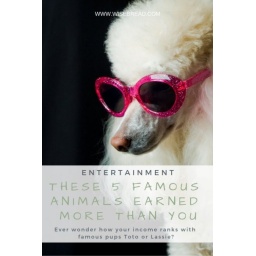 ENTERTAINMENT
THESE 5 FAMOUS
ANIMALS EARNED
MORE THAN YOU
Ever wonder how your income ranks with
famous pups Toto or Lassie?